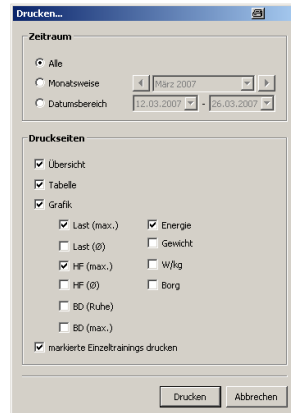 Drucken...
Zeitraum
Alle
Monatsweise
März 2007
Datumsbereich
12.03.2007 - 26.03.2007
Druckseiten
Übersicht
Tabelle
Grafik
Last (max.) Energie
Last (Ø) Gewicht
HF (max.) W/kg
HF (Ø) Borg
BD (Ruhe)
BD (max.)
markierte Einzeltrainings drucken
Drucken Abbrechen